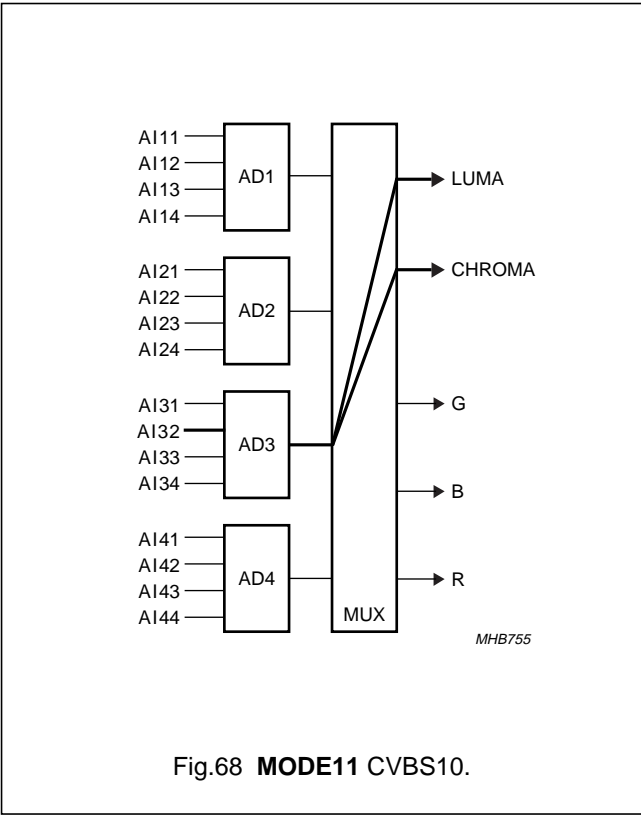 AI11
AI12
AI13
AI14
AD1
LUMA
CHROMA
AI21
AI22
AI23
AI24
AD2
AI31
AI32
AI33
AI34
AD3
G
B
AI41
AI42
AI43
AI44
AD4
R
MUX
MHB755
Fig.68 MODE11 CVBS10.